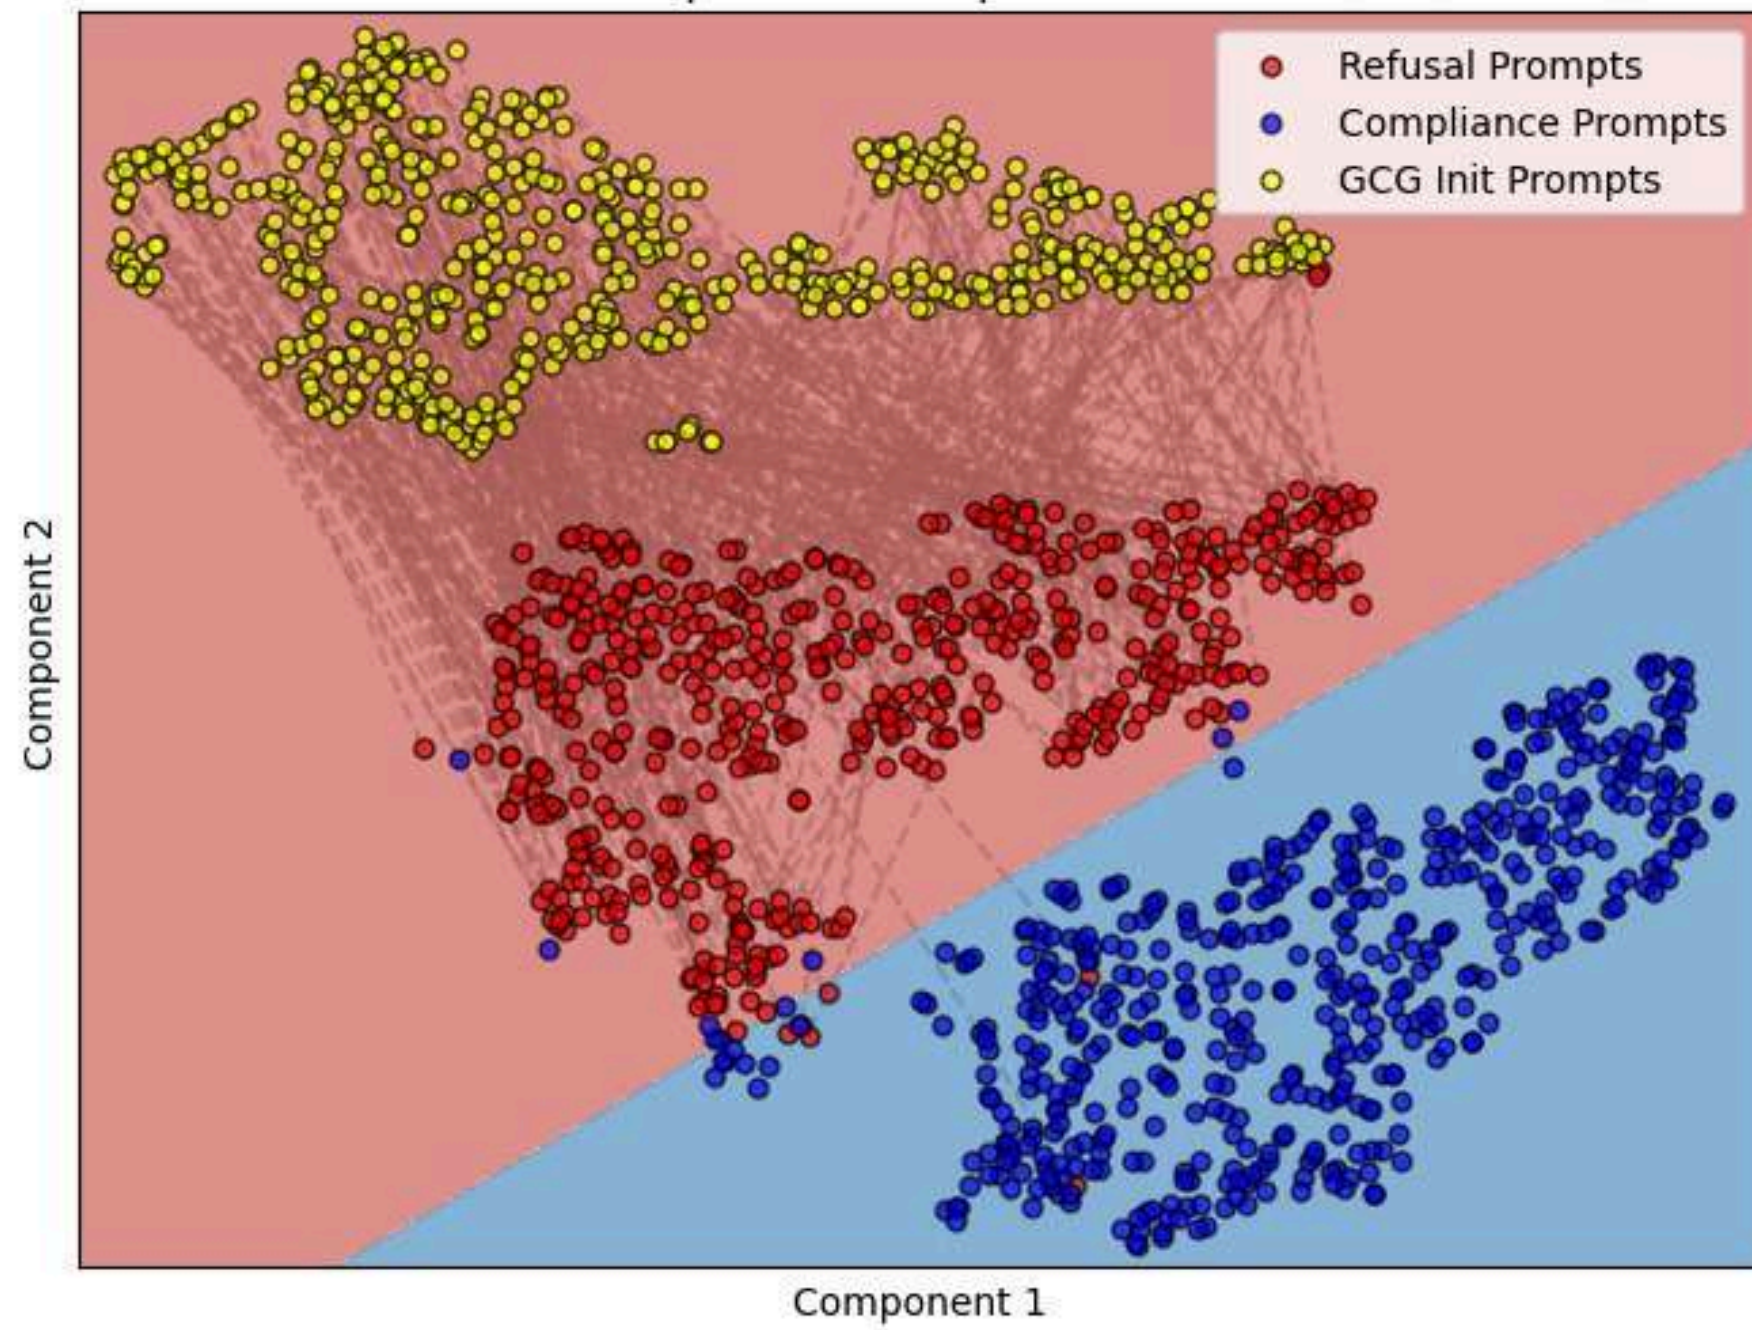 Refusal Prompts
Compliance Prompts
GCG Init Prompts
Component 2
Component 1